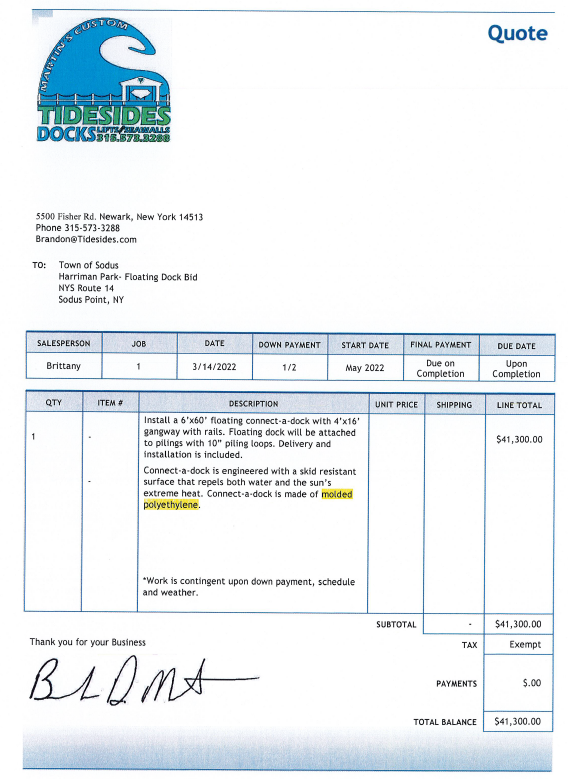 Quote
MARTIN'S CUSTOM
TIDESIDES
DOCKS LIFTS/SEAWALLS
315.573.3288
5500 Fisher Rd. Newark, New York 14513
Phone 315-573-3288
Brandon@Tidesides.com
TO: Town of Sodus
Harriman Park- Floating Dock Bid
NYS Route 14
Sodus Point, NY
SALESPERSON JOB DATE DOWN PAYMENT START DATE FINAL PAYMENT DUE DATE
Brittany 1 3/14/2022 1/2 May 2022 Due on Completion Upon Completion
QTY ITEM # DESCRIPTION UNIT PRICE SHIPPING LINE TOTAL
Install a 6'x60' floating connect-a-dock with 4'x16'
gangway with rails. Floating dock will be attached
1 - to pilings with 10" piling loops. Delivery and $41,300.00
installation is included.
Connect-a-dock is engineered with a skid resistant
- surface that repels both water and the sun's
extreme heat. Connect-a-dock is made of molded
polyethylene.
*Work is contingent upon down payment, schedule
and weather.
SUBTOTAL - $41,300.00
Thank you for your Business
TAX Exempt
PAYMENTS $.00
TOTAL BALANCE $41,300.00